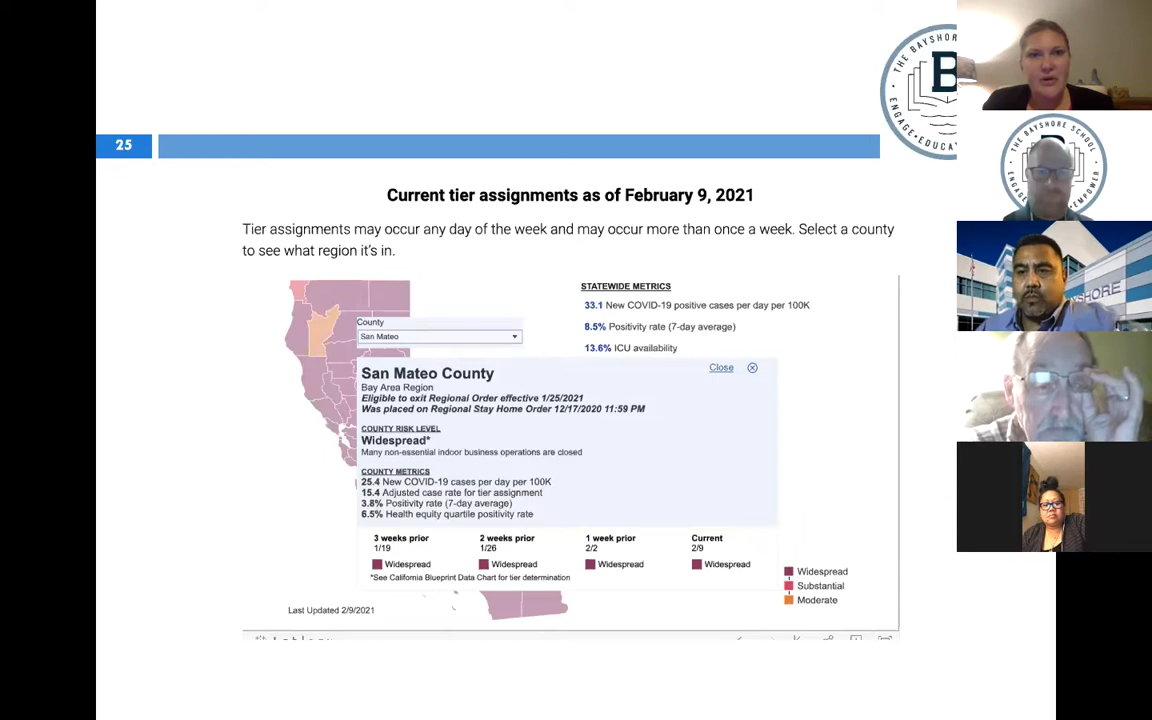 THE BAYSHORE
B
ENGAGE
EDUCA
25
THE BAYSHORE SCHOOL
Current tier assignments as of February 9, 2021
Tier assignments may occur any day of the week and may occur more than once a week. Select a county
to see what region it's in.
STATEWIDE METRICS
33.1 New COVID-19 positive cases per day per 100K
8.5% Positivity rate (7-day average)
13.6% ICU availability
County
San Mateo
San Mateo County
Close
Bay Area Region
Eligible to exit Regional Order effective 1/25/2021
Was placed on Regional Stay Home Order 12/17/2020 11:59 PM
COUNTY RISK LEVEL
Widespread*
Many non-essential indoor business operations are closed
COUNTY METRICS
25.4 New COVID-19 cases per day per 100K
15.4 Adjusted case rate for tier assignment
3.8% Positivity rate (7-day average)
6.5% Health equity quartile positivity rate
3 weeks prior 2 weeks prior 1 week prior Current
1/19 1/26 2/2 2/9
Widespread Widespread Widespread Widespread
*See California Blueprint Data Chart for tier determination
Widespread
Substantial
Moderate
Last Updated 2/9/2021